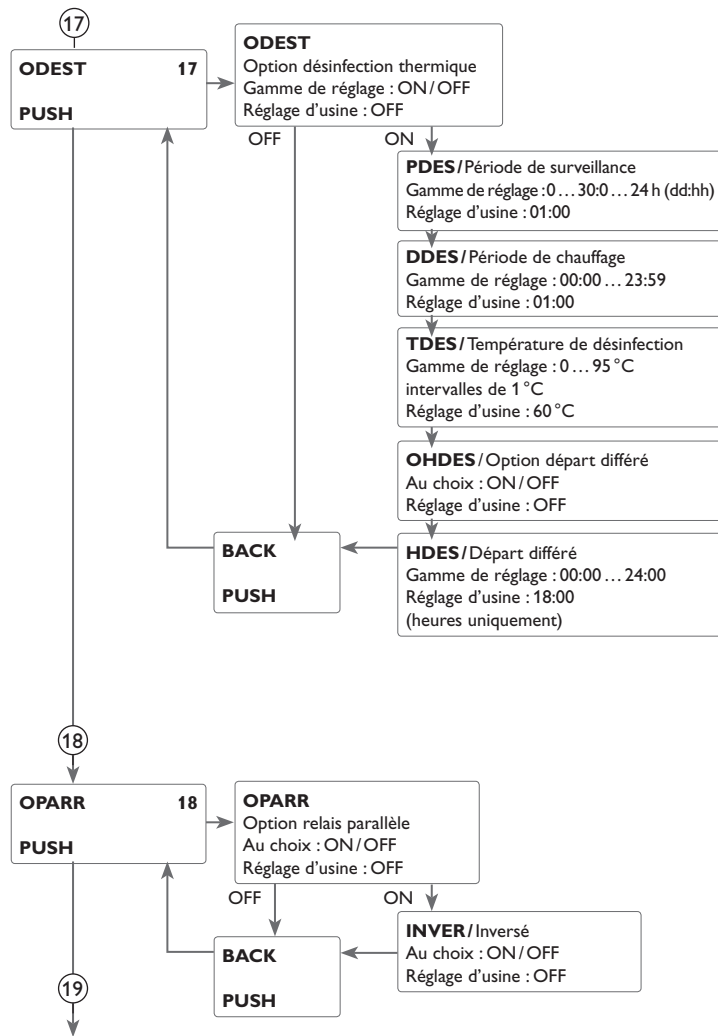 17
ODEST 17
PUSH
ODEST
Option désinfection thermique
Gamme de réglage : ON / OFF
Réglage d'usine : OFF
OFF
ON
PDES / Période de surveillance
Gamme de réglage : 0 … 30:0 … 24 h (dd:hh)
Réglage d'usine : 01:00
DDES / Période de chauffage
Gamme de réglage : 00:00 … 23:59
Réglage d'usine : 01:00
TDES / Température de désinfection
Gamme de réglage : 0 … 95 °C
intervalles de 1 °C
Réglage d'usine : 60 °C
OHDES / Option départ différé
Au choix : ON / OFF
Réglage d'usine : OFF
HDES / Départ différé
Gamme de réglage : 00:00 … 24:00
Réglage d'usine : 18:00
(heures uniquement)
BACK
PUSH
18
OPARR 18
PUSH
OPARR
Option relais parallèle
Au choix : ON / OFF
Réglage d'usine : OFF
OFF
ON
INVER / Inversé
Au choix : ON / OFF
Réglage d'usine : OFF
BACK
PUSH
19